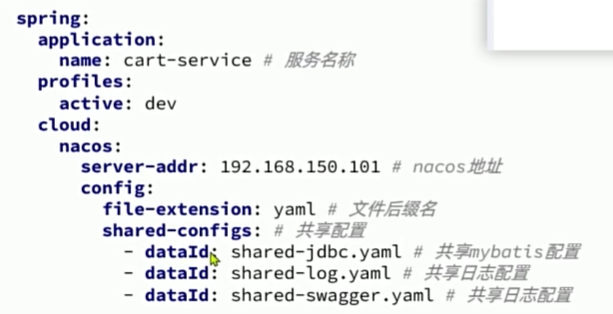 spring:
  application:
    name: cart-service # 服务名称
  profiles:
    active: dev
  cloud:
    nacos:
      server-addr: 192.168.150.101 # nacos地址
      config:
        file-extension: yaml # 文件后缀名
        shared-configs: # 共享配置
          - dataId: shared-jdbc.yaml # 共享mybatis配置
          - dataId: shared-log.yaml # 共享日志配置
          - dataId: shared-swagger.yaml # 共享日志配置